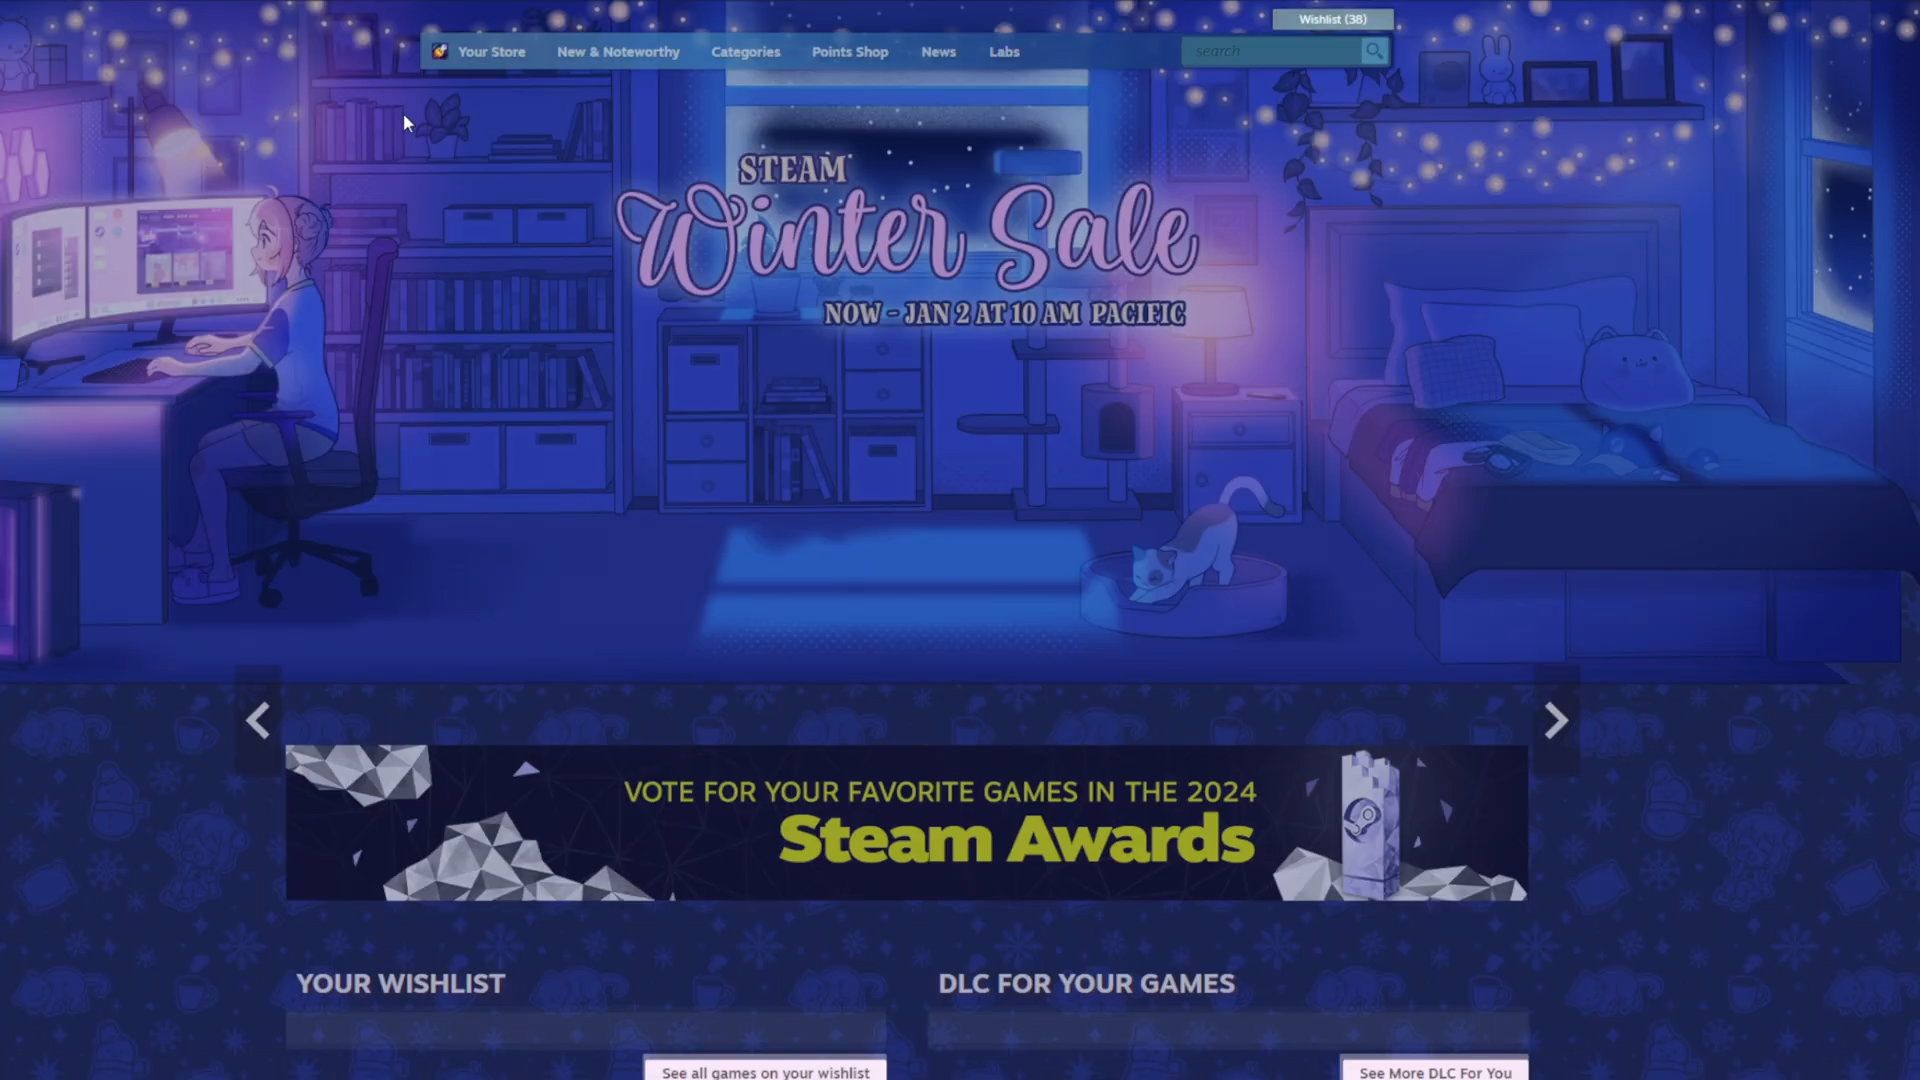 Wishlist (38)
Your Store New & Noteworthy Categories Points Shop News Labs search
STEAM
Winter Sale
NOW - JAN 2 AT 10 AM PACIFIC
VOTE FOR YOUR FAVORITE GAMES IN THE 2024
Steam Awards
YOUR WISHLIST DLC FOR YOUR GAMES
See all games on your wishlist See More DLC For You